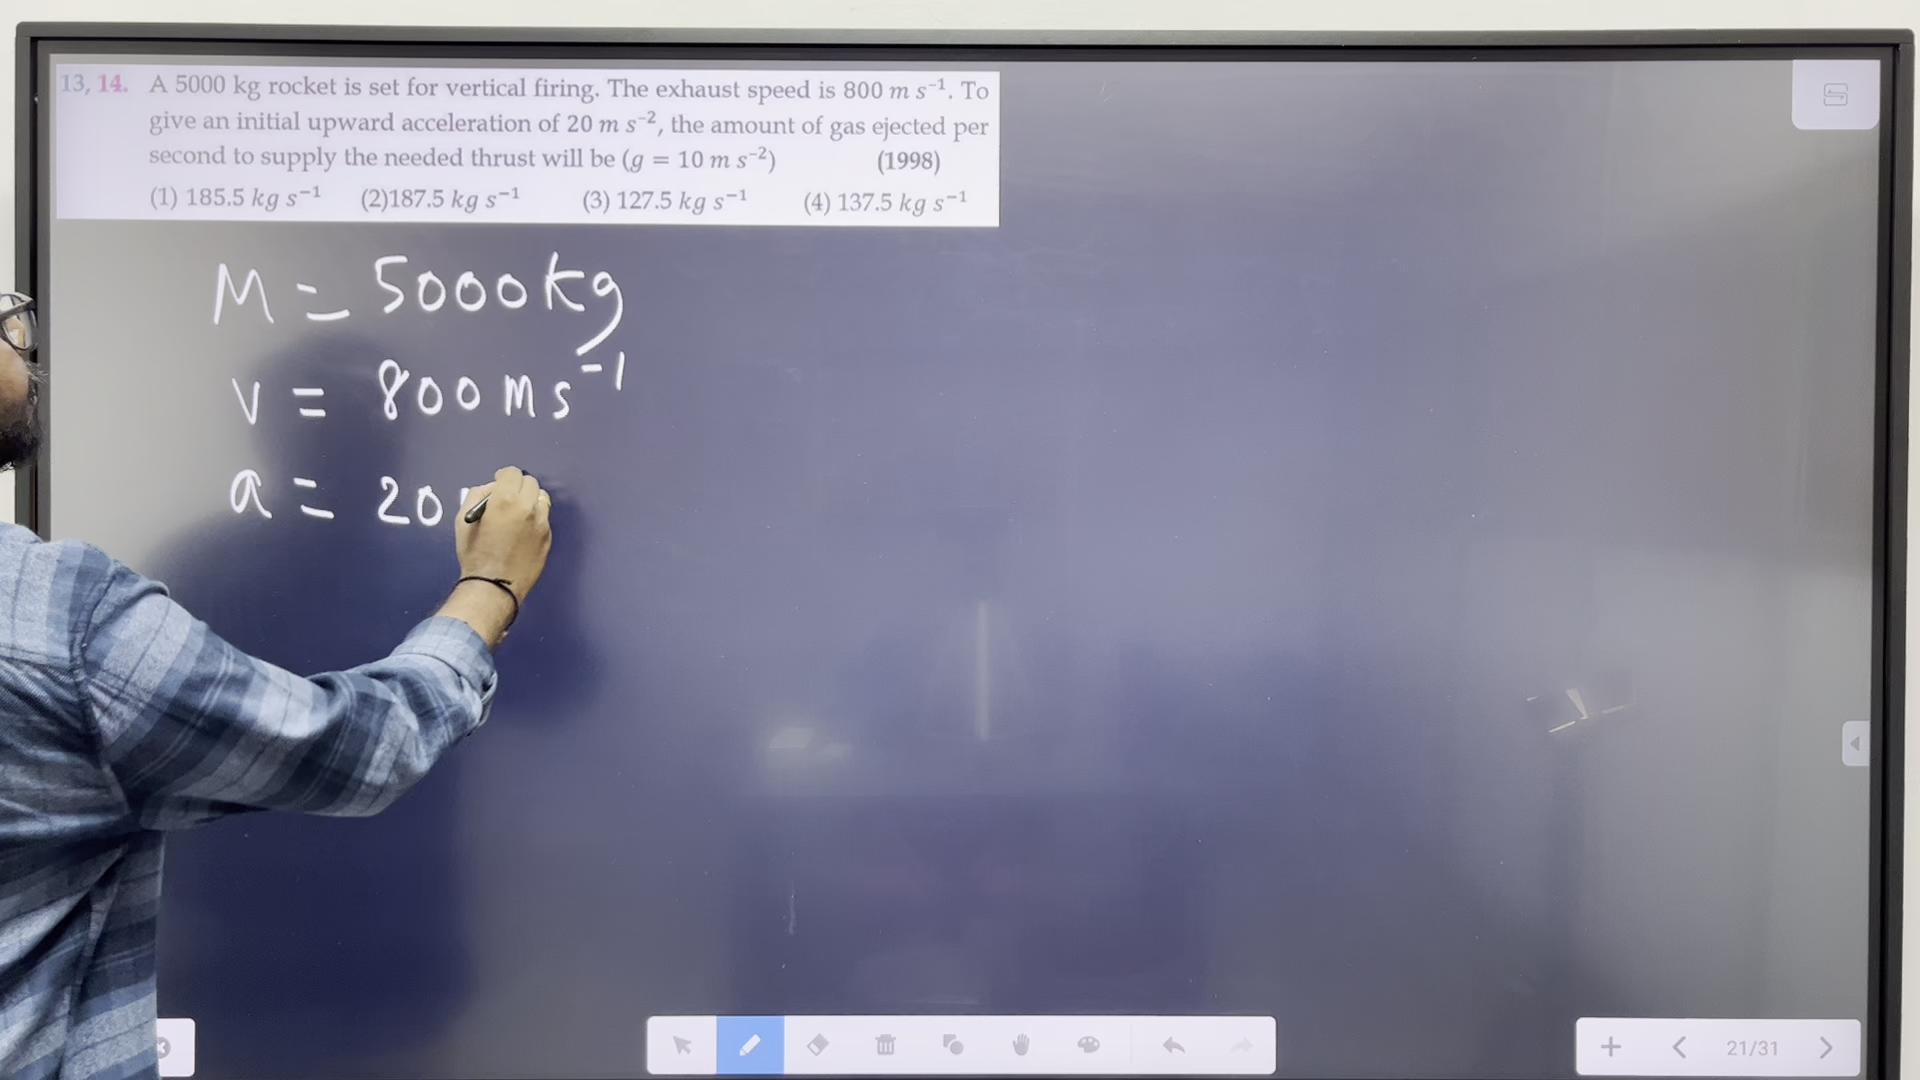 13, 14. A 5000 kg rocket is set for vertical firing. The exhaust speed is 800 m s⁻¹. To
give an initial upward acceleration of 20 m s⁻², the amount of gas ejected per
second to supply the needed thrust will be (g = 10 m s⁻²) (1998)
(1) 185.5 kg s⁻¹ (2)187.5 kg s⁻¹ (3) 127.5 kg s⁻¹ (4) 137.5 kg s⁻¹
M = 5000 kg
v = 800 m s⁻¹
a = 20
21/31